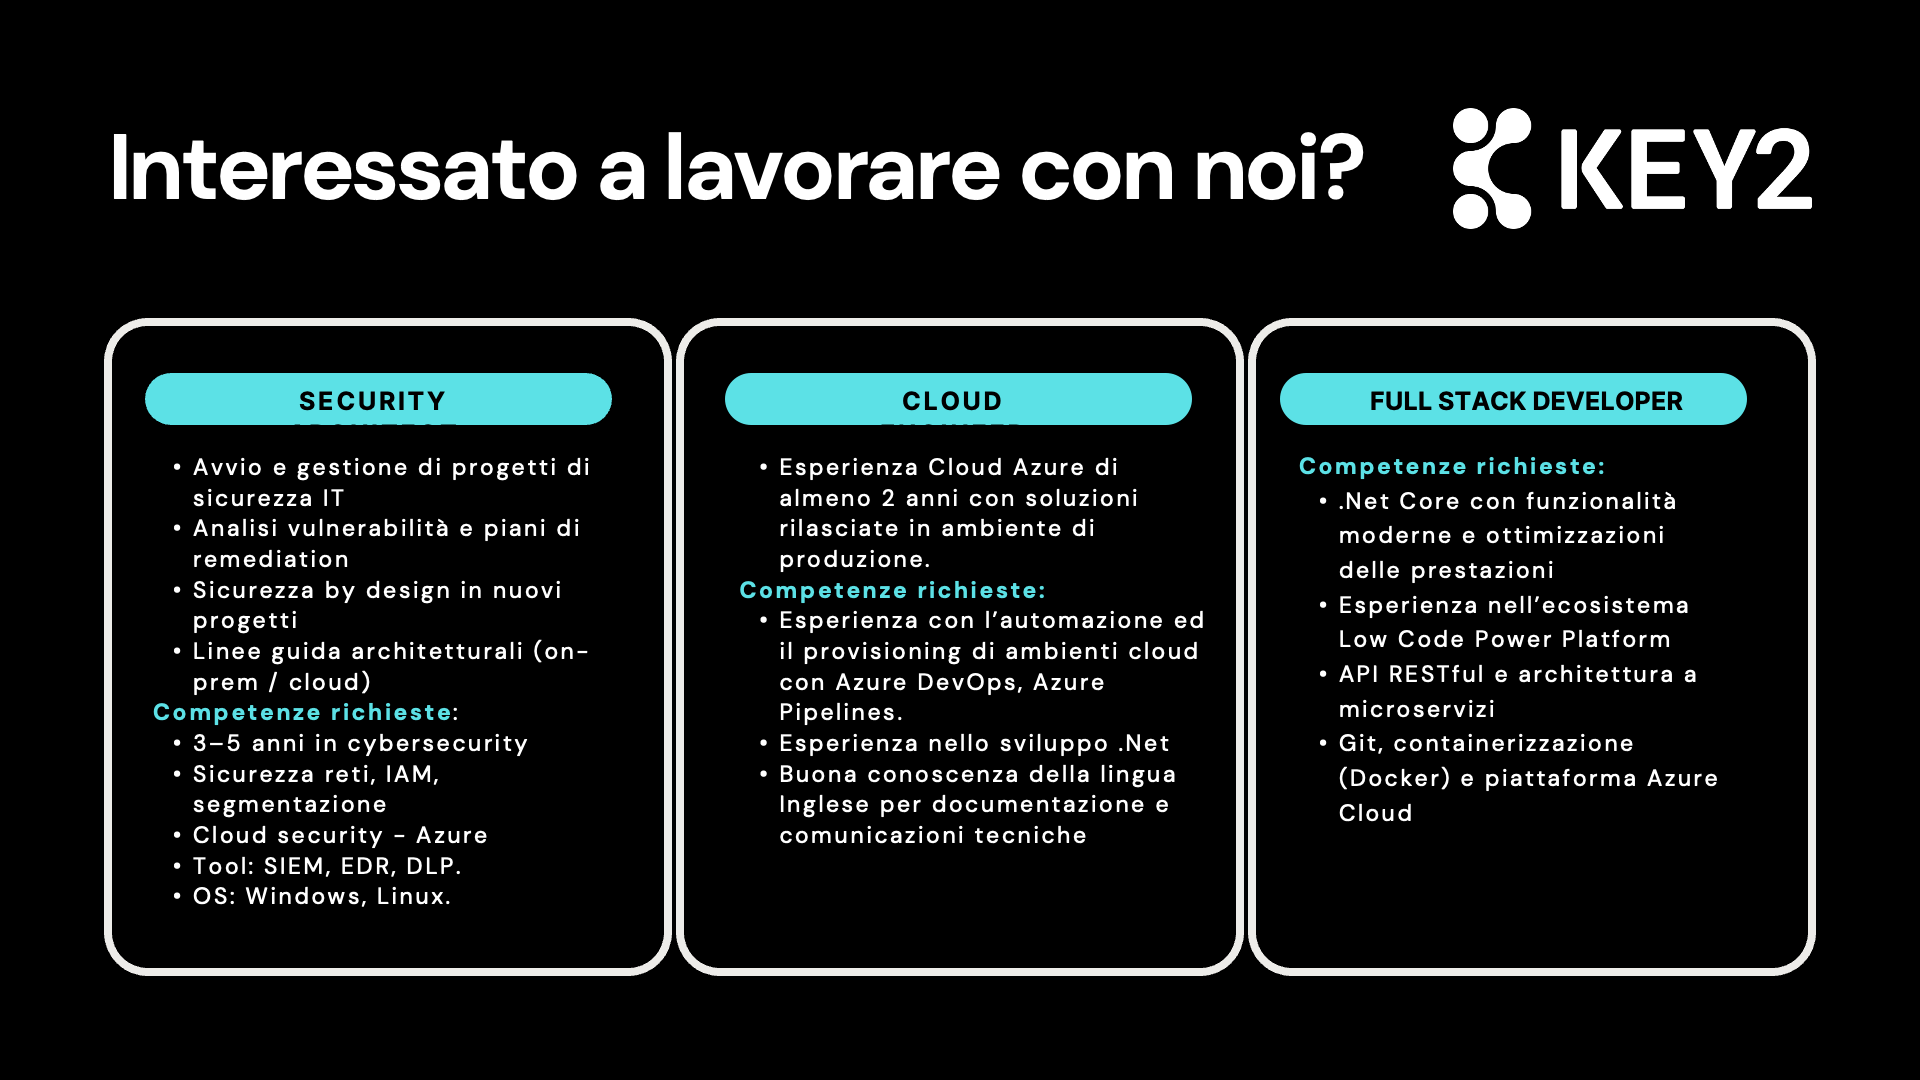 Interessato a lavorare con noi?
KEY2
SECURITY
• Avvio e gestione di progetti di
sicurezza IT
• Analisi vulnerabilità e piani di
remediation
• Sicurezza by design in nuovi
progetti
• Linee guida architetturali (on-
prem / cloud)
Competenze richieste:
• 3–5 anni in cybersecurity
• Sicurezza reti, IAM,
segmentazione
• Cloud security - Azure
• Tool: SIEM, EDR, DLP.
• OS: Windows, Linux.
CLOUD
• Esperienza Cloud Azure di
almeno 2 anni con soluzioni
rilasciate in ambiente di
produzione.
Competenze richieste:
• Esperienza con l’automazione ed
il provisioning di ambienti cloud
con Azure DevOps, Azure
Pipelines.
• Esperienza nello sviluppo .Net
• Buona conoscenza della lingua
Inglese per documentazione e
comunicazioni tecniche
FULL STACK DEVELOPER
Competenze richieste:
• .Net Core con funzionalità
moderne e ottimizzazioni
delle prestazioni
• Esperienza nell’ecosistema
Low Code Power Platform
• API RESTful e architettura a
microservizi
• Git, containerizzazione
(Docker) e piattaforma Azure
Cloud